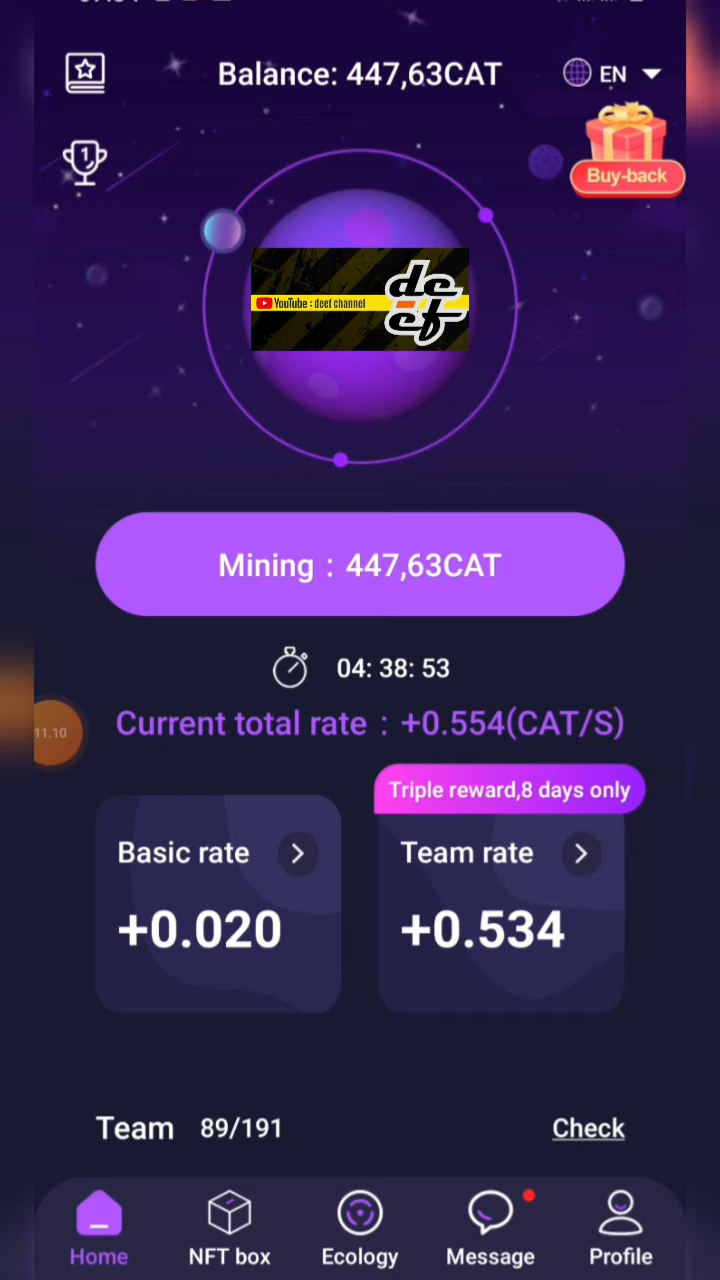 Balance: 447,63CAT
EN
1
Buy-back
YouTube : deef channel
deef
Mining : 447,63CAT
04: 38: 53
Current total rate : +0.554(CAT/S)
11.10
Triple reward,8 days only
Basic rate
Team rate
+0.020
+0.534
Team 89/191
Check
Home
NFT box
Ecology
Message
Profile